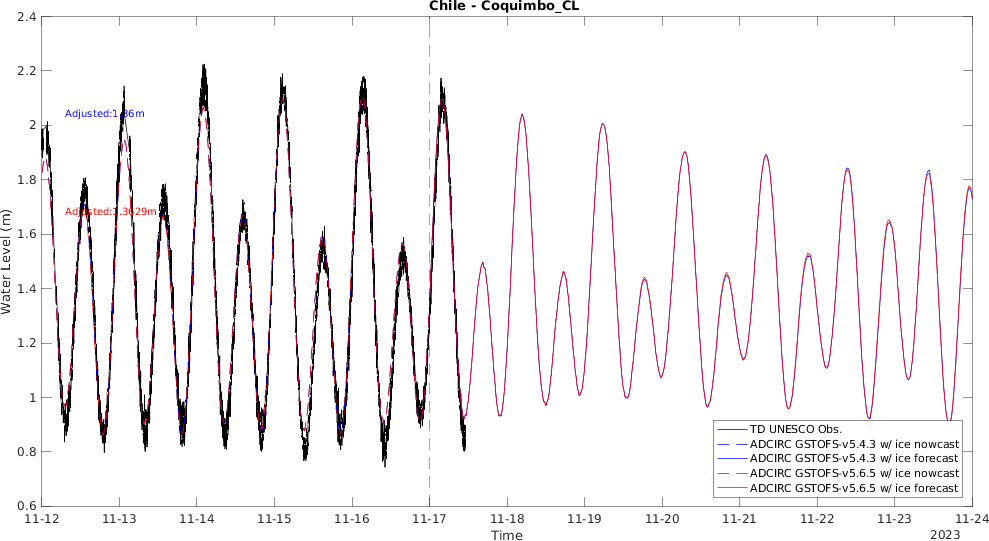 Chile - Coquimbo_CL
2.4
2.2
2
1.8
1.6
1.4
1.2
1
0.8
0.6
Water Level (m)
Adjusted:1.36m
Adjusted:1.3629m
TD UNESCO Obs.
ADCIRC GSTOFS-v5.4.3 w/ ice nowcast
ADCIRC GSTOFS-v5.4.3 w/ ice forecast
ADCIRC GSTOFS-v5.6.5 w/ ice nowcast
ADCIRC GSTOFS-v5.6.5 w/ ice forecast
11-12 11-13 11-14 11-15 11-16 11-17 11-18 11-19 11-20 11-21 11-22 11-23 11-24
Time
2023